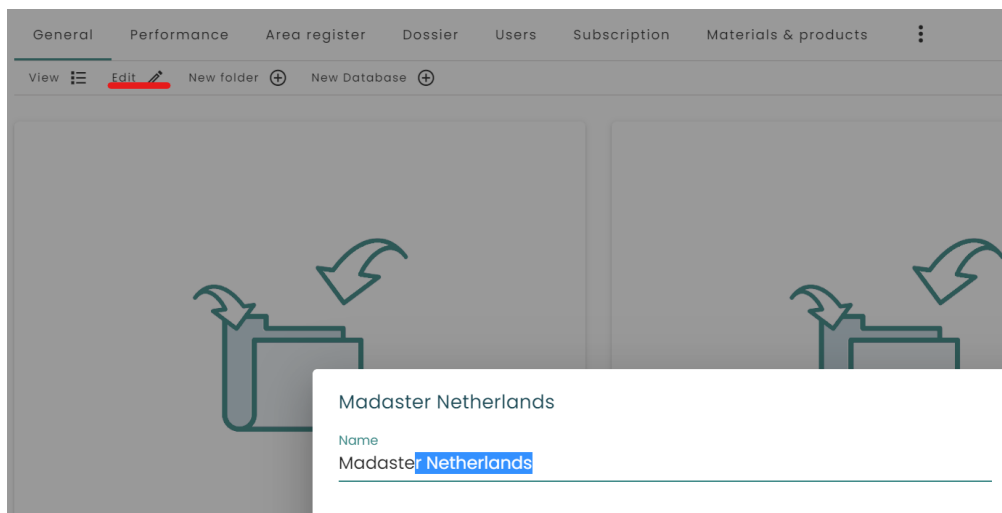 General Performance Area register Dossier Users Subscription Materials & products
View Edit New folder New Database
Madaster Netherlands
Name
Madaster Netherlands